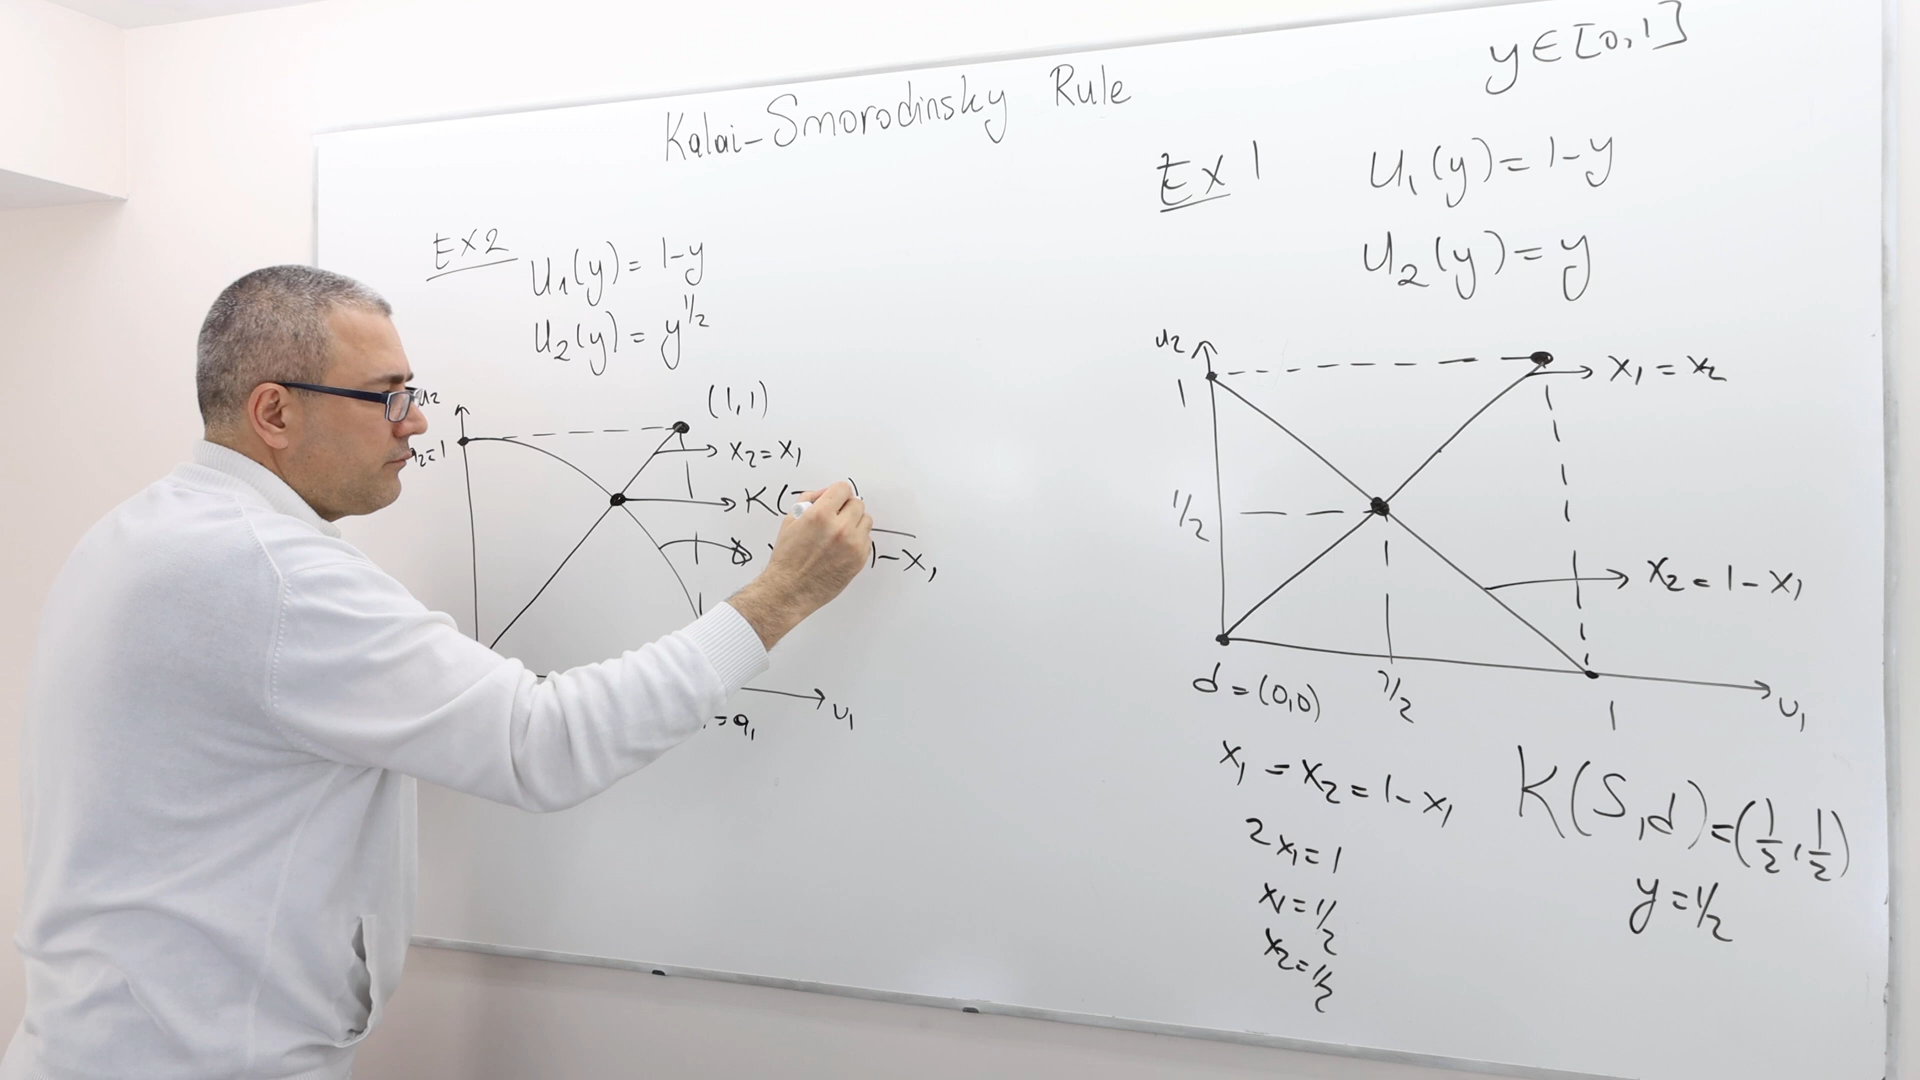 Kalai-Smorodinsky Rule
y∈[0,1]
EX2
U₁(y)= 1-y
U₂(y)= y^1/2
u₂
(1,1)
x₂=x₁
K(
1-x₁
=a₁
u₁
Ex 1
U₁(y)= 1-y
U₂(y)= y
u₂
1
x₁ = x₂
1/2
x₂ = 1-x₁
d=(0,0)
1/2
1
u₁
x₁ = x₂ = 1-x₁
2x₁=1
x₁=1/2
x₂=1/2
K(S,d)=(1/2,1/2)
y=1/2